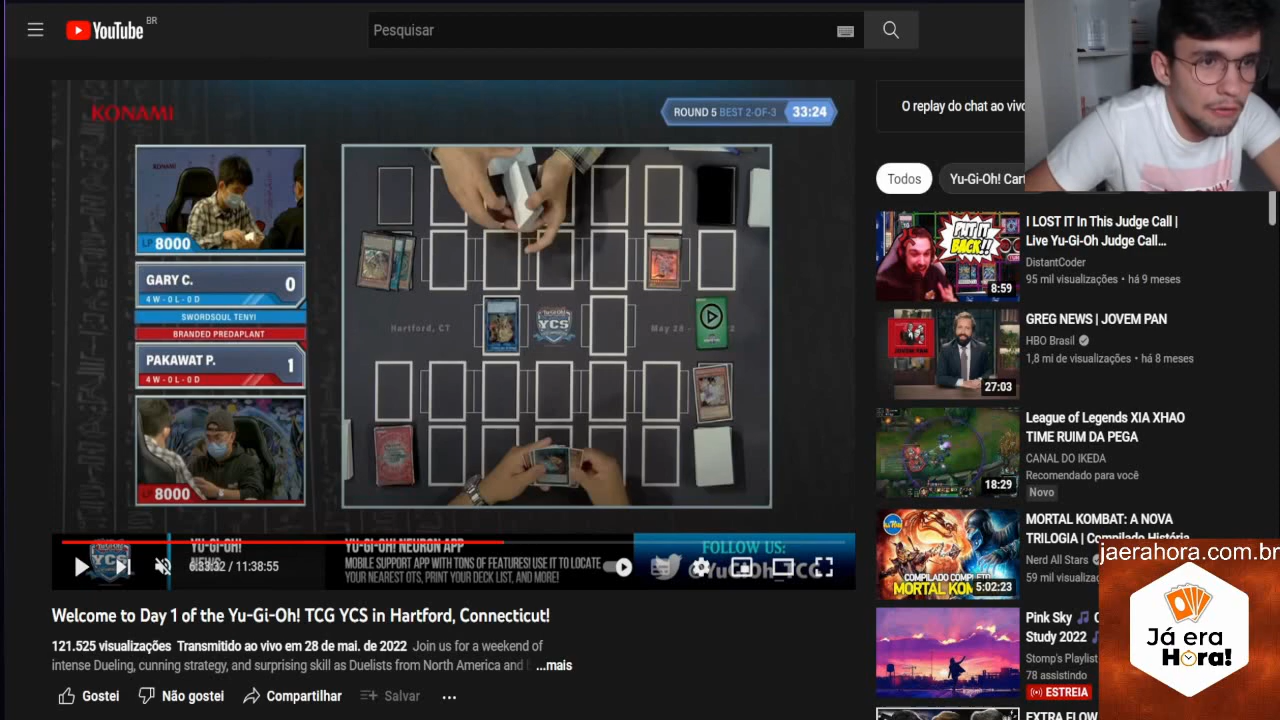 YouTube BR
Pesquisar
KONAMI
ROUND 5 BEST 2-OF-3 33:24
KONAMI
LP 8000
GARY C. 0
4W-0L-0D
SWORDSOUL TENYI
BRANDED PREDAPLANT
PAKAWAT P. 1
4W-0L-0D
LP 8000
Hartford, CT
YCS
May 28
YU-GI-OH!
YU-GI-OH! NEURON APP
MOBILE SUPPORT APP WITH TONS OF FEATURES! USE IT TO LOCATE
YOUR NEAREST OTS, PRINT YOUR DECK LIST, AND MORE!
FOLLOW US:
YCS
6:33:32 / 11:38:55
Welcome to Day 1 of the Yu-Gi-Oh! TCG YCS in Hartford, Connecticut!
121.525 visualizações Transmitido ao vivo em 28 de mai. de 2022 Join us for a weekend of
intense Dueling, cunning strategy, and surprising skill as Duelists from North America and ...mais
Gostei Não gostei Compartilhar Salvar ...
O replay do chat ao vivo
Todos Yu-Gi-Oh! Cart
PUT IT
BACK!!
8:59
I LOST IT In This Judge Call |
Live Yu-Gi-Oh Judge Call...
DistantCoder
95 mil visualizações • há 9 meses
JOVEM
PAN
27:03
GREG NEWS | JOVEM PAN
HBO Brasil
1,8 mi de visualizações • há 8 meses
18:29
League of Legends XIA XHAO
TIME RUIM DA PEGA
CANAL DO IKEDA
Recomendado para você
Novo
COMPILADO COMPLETO
MORTAL KOM
5:02:23
MORTAL KOMBAT: A NOVA
TRILOGIA | Compilado História
Nerd All Stars
59 mil visualiza
Pink Sky
Study 2022
Stomp's Playlist
78 assistindo
ESTREIA
EXTRA FLOW
jaerahora.com.br
Já era
Hora!